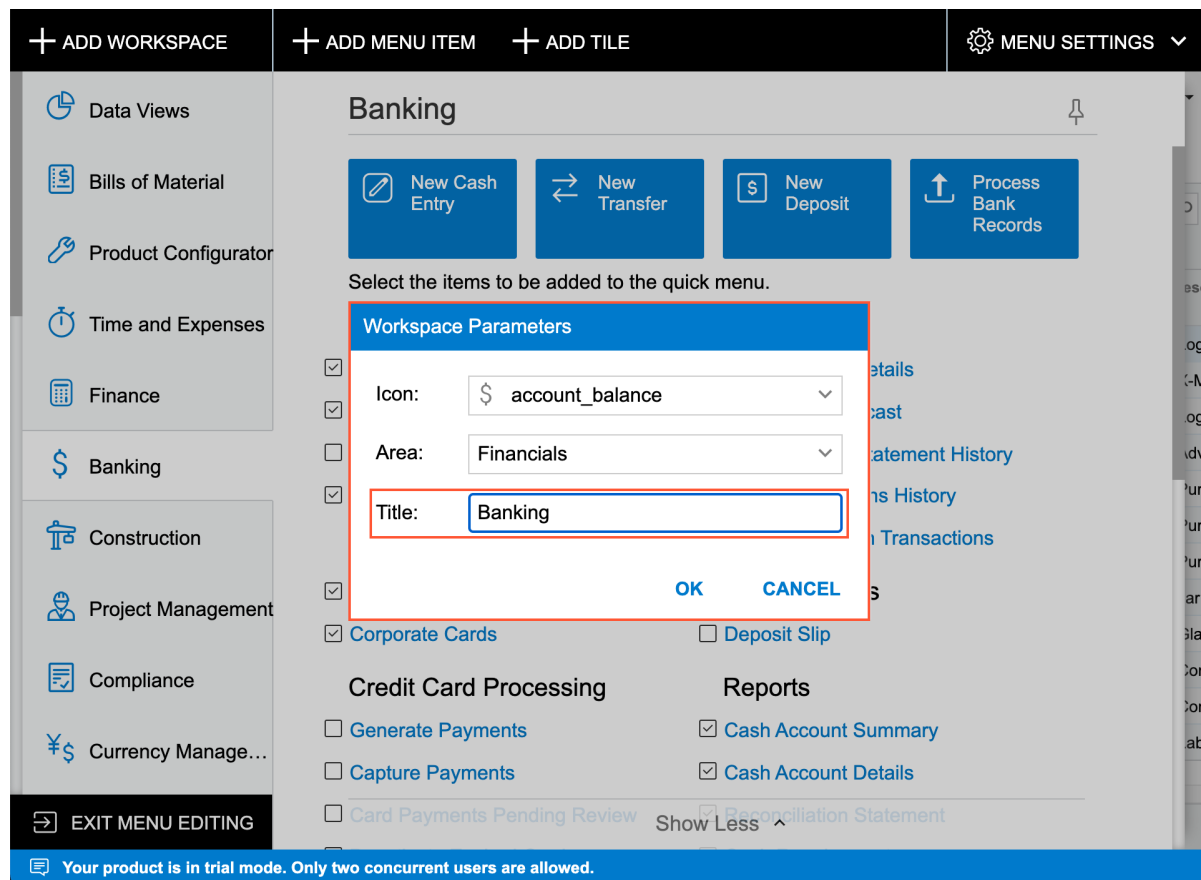 ADD WORKSPACE
ADD MENU ITEM
ADD TILE
MENU SETTINGS
Data Views
Bills of Material
Product Configurator
Time and Expenses
Finance
Banking
Construction
Project Management
Compliance
Currency Manage...
EXIT MENU EDITING
Banking
New Cash
Entry
New
Transfer
New
Deposit
Process
Bank
Records
Select the items to be added to the quick menu.
Workspace Parameters
Icon:
account_balance
Area:
Financials
Title:
Banking
OK
CANCEL
History
History
Transactions
Corporate Cards
Deposit Slip
Credit Card Processing
Generate Payments
Capture Payments
Card Payments Pending Review
Reports
Cash Account Summary
Cash Account Details
Reconciliation Statement
Show Less
Your product is in trial mode. Only two concurrent users are allowed.